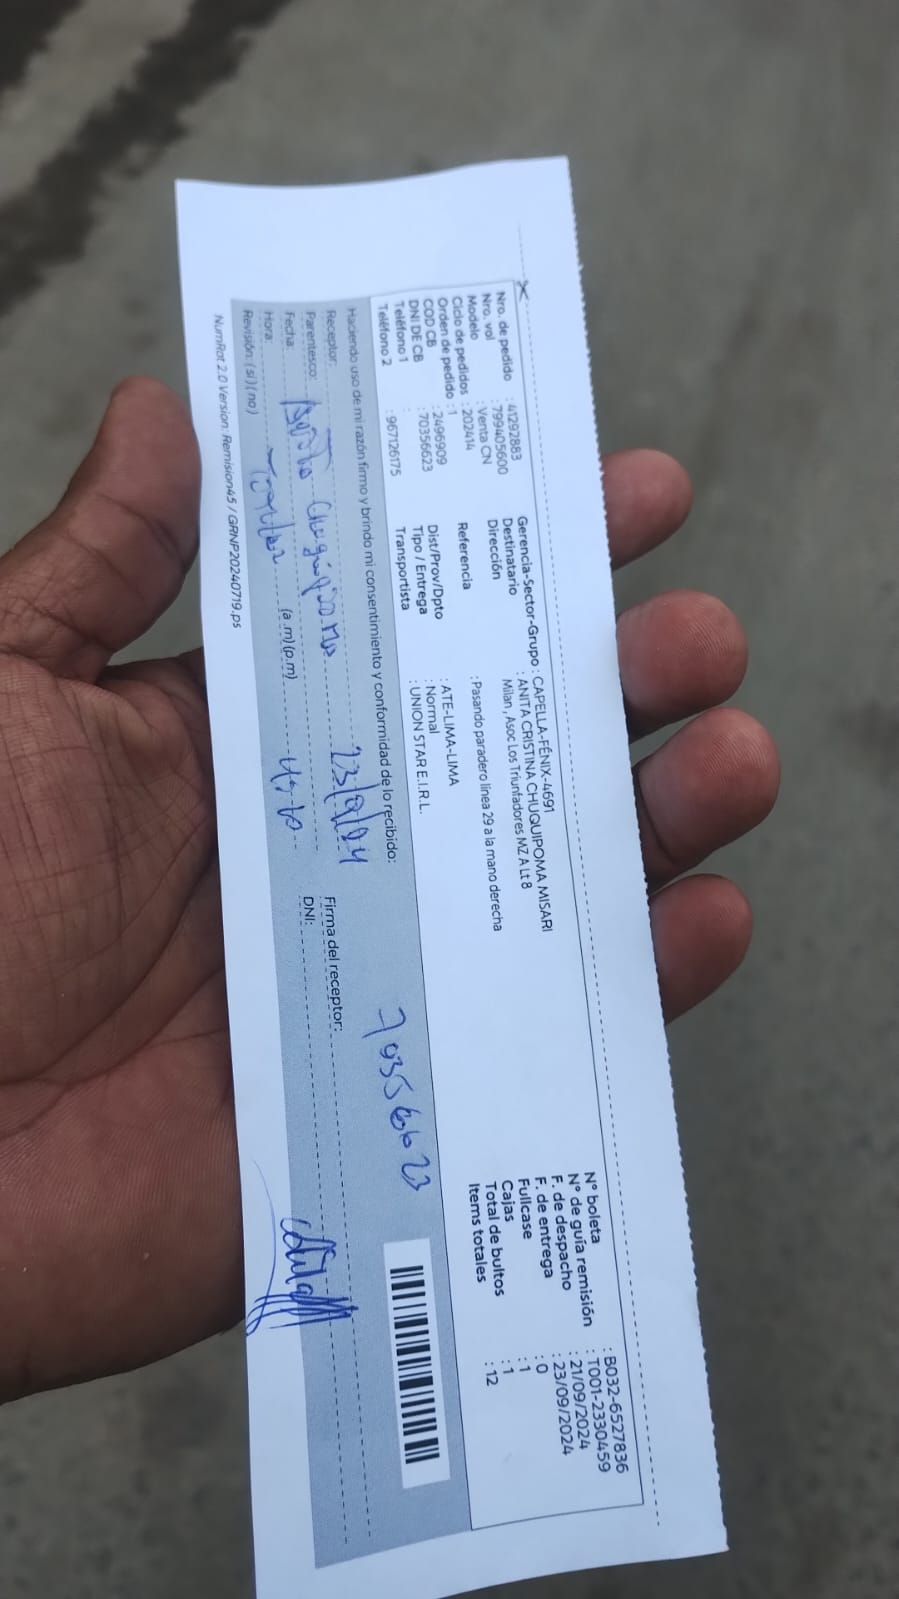 Nro. de pedido : 41292883
Nro. vol : 799405600
Modelo : Venta CN
Ciclo de pedidos : 202414
Orden de pedido : 1
COD CB : 2496909
DNI DE CB : 70356623
Teléfono 1 :
Teléfono 2 : 967126175
Gerencia-Sector-Grupo : CAPELLA-FÉNIX-4691
Destinatario : ANITA CRISTINA CHUQUIPOMA MISARI
Dirección Milan , Asoc Los Triunfadores MZ A Lt 8
Referencia : Pasando paradero linea 29 a la mano derecha
Dist/Prov/Dpto : ATE-LIMA-LIMA
Tipo / Entrega : Normal
Transportista : UNION STAR E.I.R.L.
N° boleta : B032-6527836
N° de guía remisión : T001-2330459
F. de despacho : 21/09/2024
F. de entrega : 23/09/2024
Fullcase : 0
Cajas : 1
Total de bultos : 1
Items totales : 12
Haciendo uso de mi razón firmo y brindo mi consentimiento y conformidad de lo recibido:
Receptor:
Parentesco:
Fecha: 23/9/24
Hora: (a .m)(p.m)
Revisión: ( si ) ( no )
70356623
Firma del receptor:
DNI:
NumRot 2.0 Version: Remision45 / GRNP20240719.ps